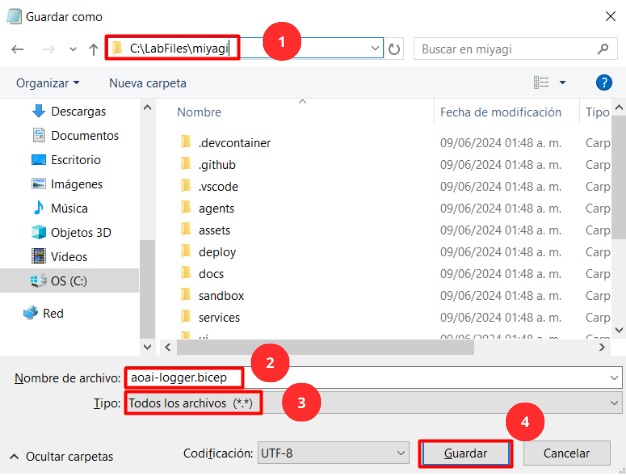 Guardar como
C:\LabFiles\miyagi
1
Buscar en miyagi
Organizar
Nueva carpeta
?
Nombre
Fecha de modificación
Tipo
Descargas
Documentos
Escritorio
Imágenes
Música
Objetos 3D
Videos
OS (C:)
Red
.devcontainer 09/06/2024 01:48 a. m. Carp
.github 09/06/2024 01:48 a. m. Carp
.vscode 09/06/2024 01:48 a. m. Carp
agents 09/06/2024 01:48 a. m. Carp
assets 09/06/2024 01:48 a. m. Carp
deploy 09/06/2024 01:48 a. m. Carp
docs 09/06/2024 01:48 a. m. Carp
sandbox 09/06/2024 01:48 a. m. Carp
services 09/06/2024 01:48 a. m. Carp
2
Nombre de archivo: aoai-logger.bicep
Tipo: Todos los archivos (*.*)
3
4
Ocultar carpetas
Codificación: UTF-8
Guardar
Cancelar